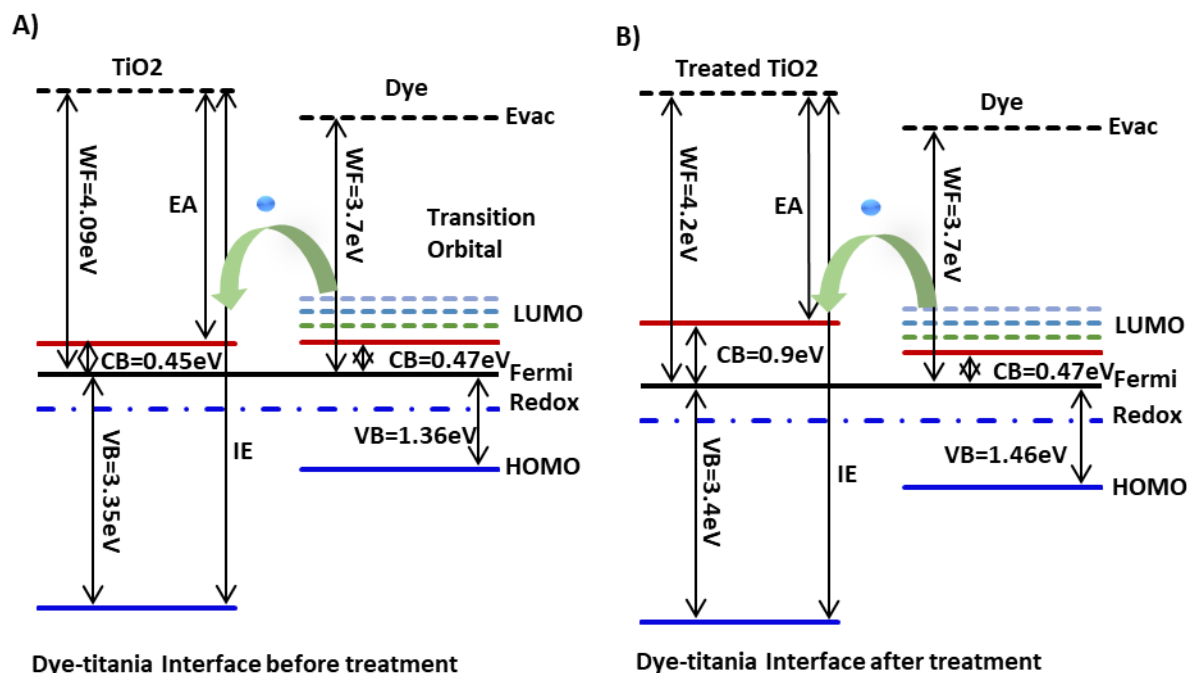 A)
TiO2
Dye
Evac
WF=4.09eV
EA
WF=3.7eV
Transition
Orbital
LUMO
CB=0.45eV
CB=0.47eV
Fermi
Redox
VB=3.35eV
IE
VB=1.36eV
HOMO
Dye-titania Interface before treatment
B)
Treated TiO2
Dye
Evac
WF=4.2eV
EA
WF=3.7eV
LUMO
CB=0.9eV
CB=0.47eV
Fermi
Redox
VB=3.4eV
IE
VB=1.46eV
HOMO
Dye-titania Interface after treatment